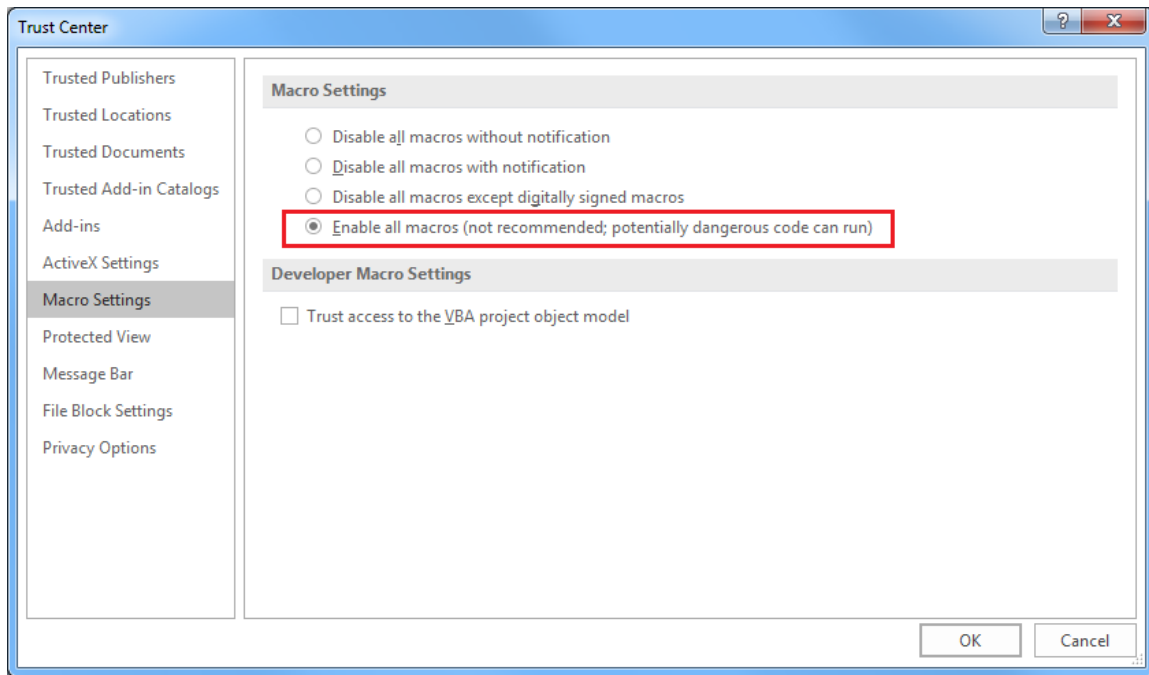 Trust Center
Trusted Publishers
Trusted Locations
Trusted Documents
Trusted Add-in Catalogs
Add-ins
ActiveX Settings
Macro Settings
Protected View
Message Bar
File Block Settings
Privacy Options
Macro Settings
Disable all macros without notification
Disable all macros with notification
Disable all macros except digitally signed macros
Enable all macros (not recommended; potentially dangerous code can run)
Developer Macro Settings
Trust access to the VBA project object model
OK
Cancel